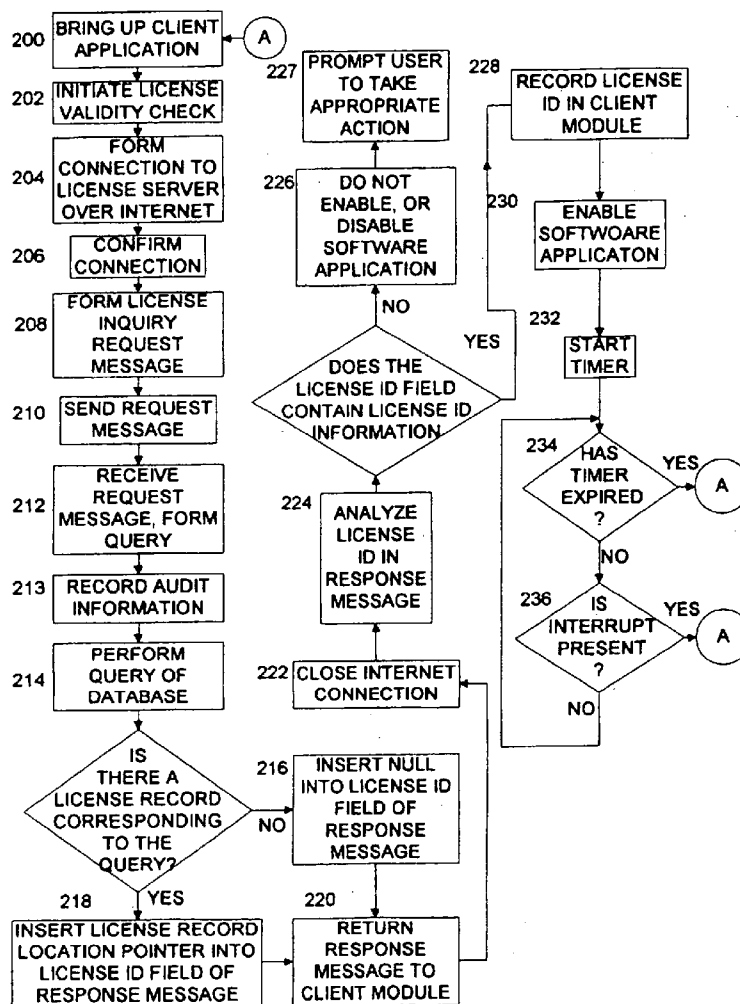 200
BRING UP CLIENT
APPLICATION
A
202
INITIATE LICENSE
VALIDITY CHECK
204
FORM
CONNECTION TO
LICENSE SERVER
OVER INTERNET
206
CONFIRM
CONNECTION
208
FORM LICENSE
INQUIRY
REQUEST
MESSAGE
210
SEND REQUEST
MESSAGE
212
RECEIVE
REQUEST
MESSAGE, FORM
QUERY
213
RECORD AUDIT
INFORMATION
214
PERFORM
QUERY OF
DATABASE
IS
THERE A
LICENSE RECORD
CORRESPONDING
TO THE
QUERY?
NO
YES
216
INSERT NULL
INTO LICENSE ID
FIELD OF
RESPONSE
MESSAGE
218
INSERT LICENSE RECORD
LOCATION POINTER INTO
LICENSE ID FIELD OF
RESPONSE MESSAGE
220
RETURN
RESPONSE
MESSAGE TO
CLIENT MODULE
222
CLOSE INTERNET
CONNECTION
224
ANALYZE
LICENSE
ID IN
RESPONSE
MESSAGE
DOES THE
LICENSE ID FIELD
CONTAIN LICENSE ID
INFORMATION
NO
YES
226
DO NOT
ENABLE, OR
DISABLE
SOFTWARE
APPLICATION
227
PROMPT USER
TO TAKE
APPROPRIATE
ACTION
228
RECORD LICENSE
ID IN CLIENT
MODULE
230
ENABLE
SOFTWOARE
APPLICATON
232
START
TIMER
234
HAS
TIMER
EXPIRED
?
YES
A
NO
236
IS
INTERRUPT
PRESENT
?
YES
A
NO